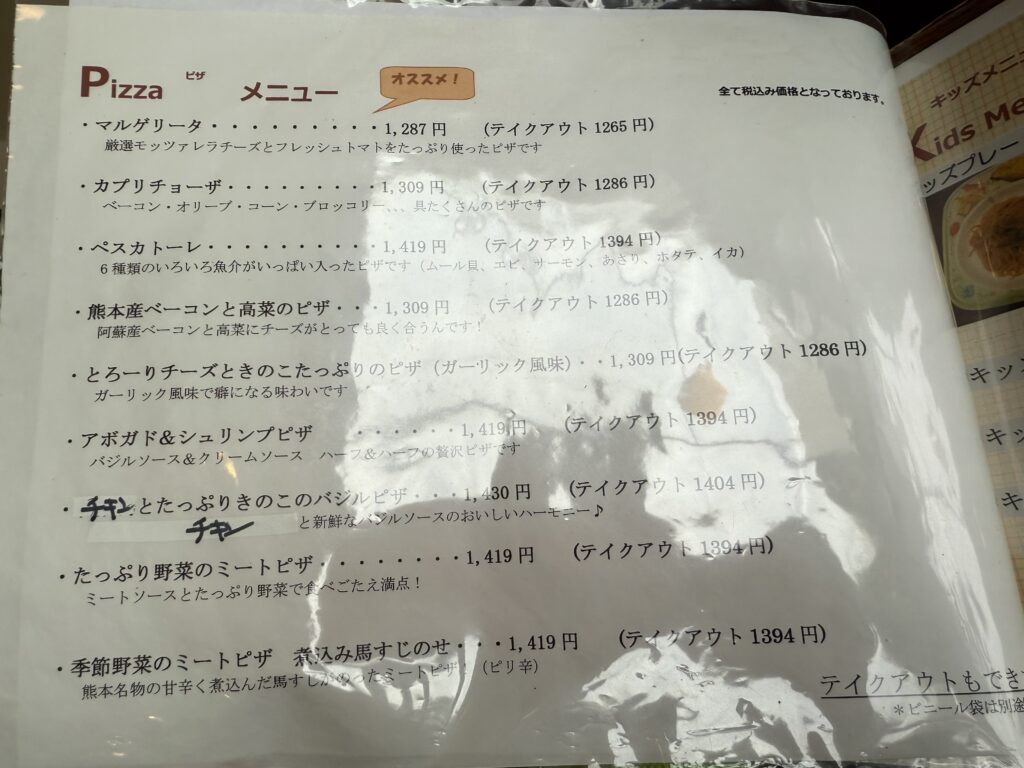 Pizza ピザ メニュー オススメ！
全て税込み価格となっております。
・マルゲリータ・・・・・・・・・・1,287円 (テイクアウト1265円)
厳選モッツァレラチーズとフレッシュトマトをたっぷり使ったピザです
・カプリチョーザ・・・・・・・・・1,309円 (テイクアウト1286円)
ベーコン・オリーブ・コーン・ブロッコリー、、、具たくさんのピザです
・ペスカトーレ・・・・・・・・・・1,419円 (テイクアウト1394円)
6種類のいろいろ魚介がいっぱい入ったピザです（ムール貝、エビ、サーモン、あさり、ホタテ、イカ）
・熊本産ベーコンと高菜のピザ・・・1,309円 (テイクアウト1286円)
阿蘇産ベーコンと高菜にチーズがとっても良く合うんです！
・とろーりチーズときのこたっぷりのピザ（ガーリック風味）・・1,309円(テイクアウト1286円)
ガーリック風味で癖になる味わいです
・アボガド＆シュリンプピザ ・・・・・・1,419円 (テイクアウト1394円)
バジルソース＆クリームソース ハーフ＆ハーフの贅沢ピザです
・チキンとたっぷりきのこのバジルピザ・・・1,430円 (テイクアウト1404円)
チキン と新鮮なバジルソースのおいしいハーモニー♪
・たっぷり野菜のミートピザ・・・・・・・1,419円 (テイクアウト1394円)
ミートソースとたっぷり野菜で食べごたえ満点！
・季節野菜のミートピザ 煮込み馬すじのせ・・・1,419円 (テイクアウト1394円)
熊本名物の甘辛く煮込んだ馬すじがのったミートピザ！（ピリ辛）
テイクアウトもでき
＊ビニール袋は別途
キッズメニュ
Kids Me
ッズプレー
キッ
キッ
キ